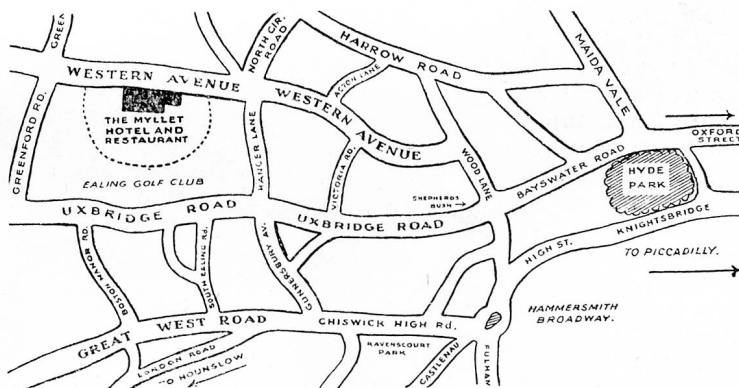 GREEN
NORTH CIR.
ROAD
HARROW ROAD
MAIDA VALE
WESTERN AVENUE
ACTON LANE
WESTERN AVENUE
OXFORD
STREET
GREENFORD RD.
THE MYLLET
HOTEL AND
RESTAURANT
HANGER LANE
VICTORIA RD.
WOOD LANE
BAYSWATER ROAD
HYDE
PARK
EALING GOLF CLUB
SHEPHERDS
BUSH
UXBRIDGE ROAD
UXBRIDGE ROAD
HIGH ST.
KNIGHTSBRIDGE
TO PICCADILLY.
BOSTON MANOR RD.
SOUTH EALING Rd.
GUNNERSBURY AV.
HAMMERSMITH
BROADWAY.
GREAT WEST ROAD
CHISWICK HIGH Rd.
RAVENSCOURT
PARK
LONDON ROAD
TO HOUNSLOW
CASTLENAU
FULHAM